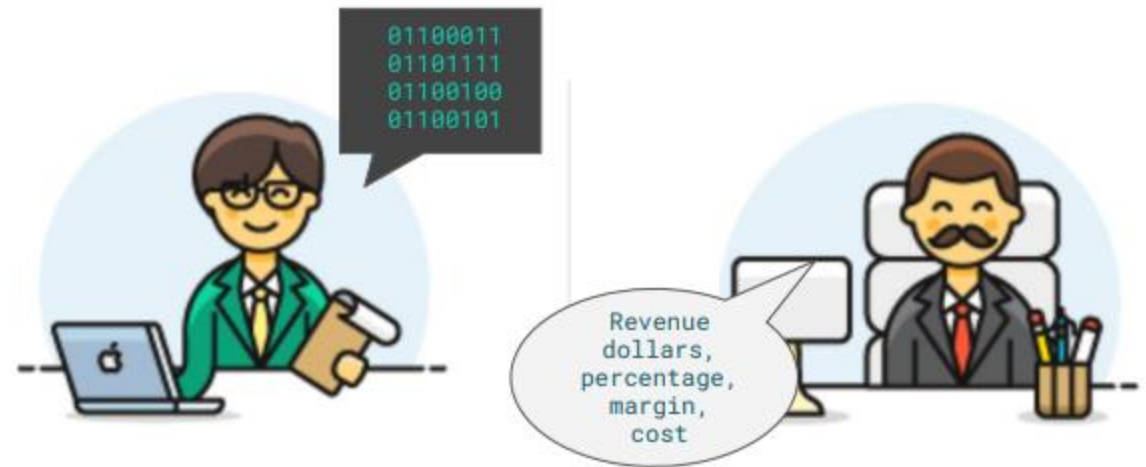 01100011
01101111
01100100
01100101
Revenue
dollars,
percentage,
margin,
cost